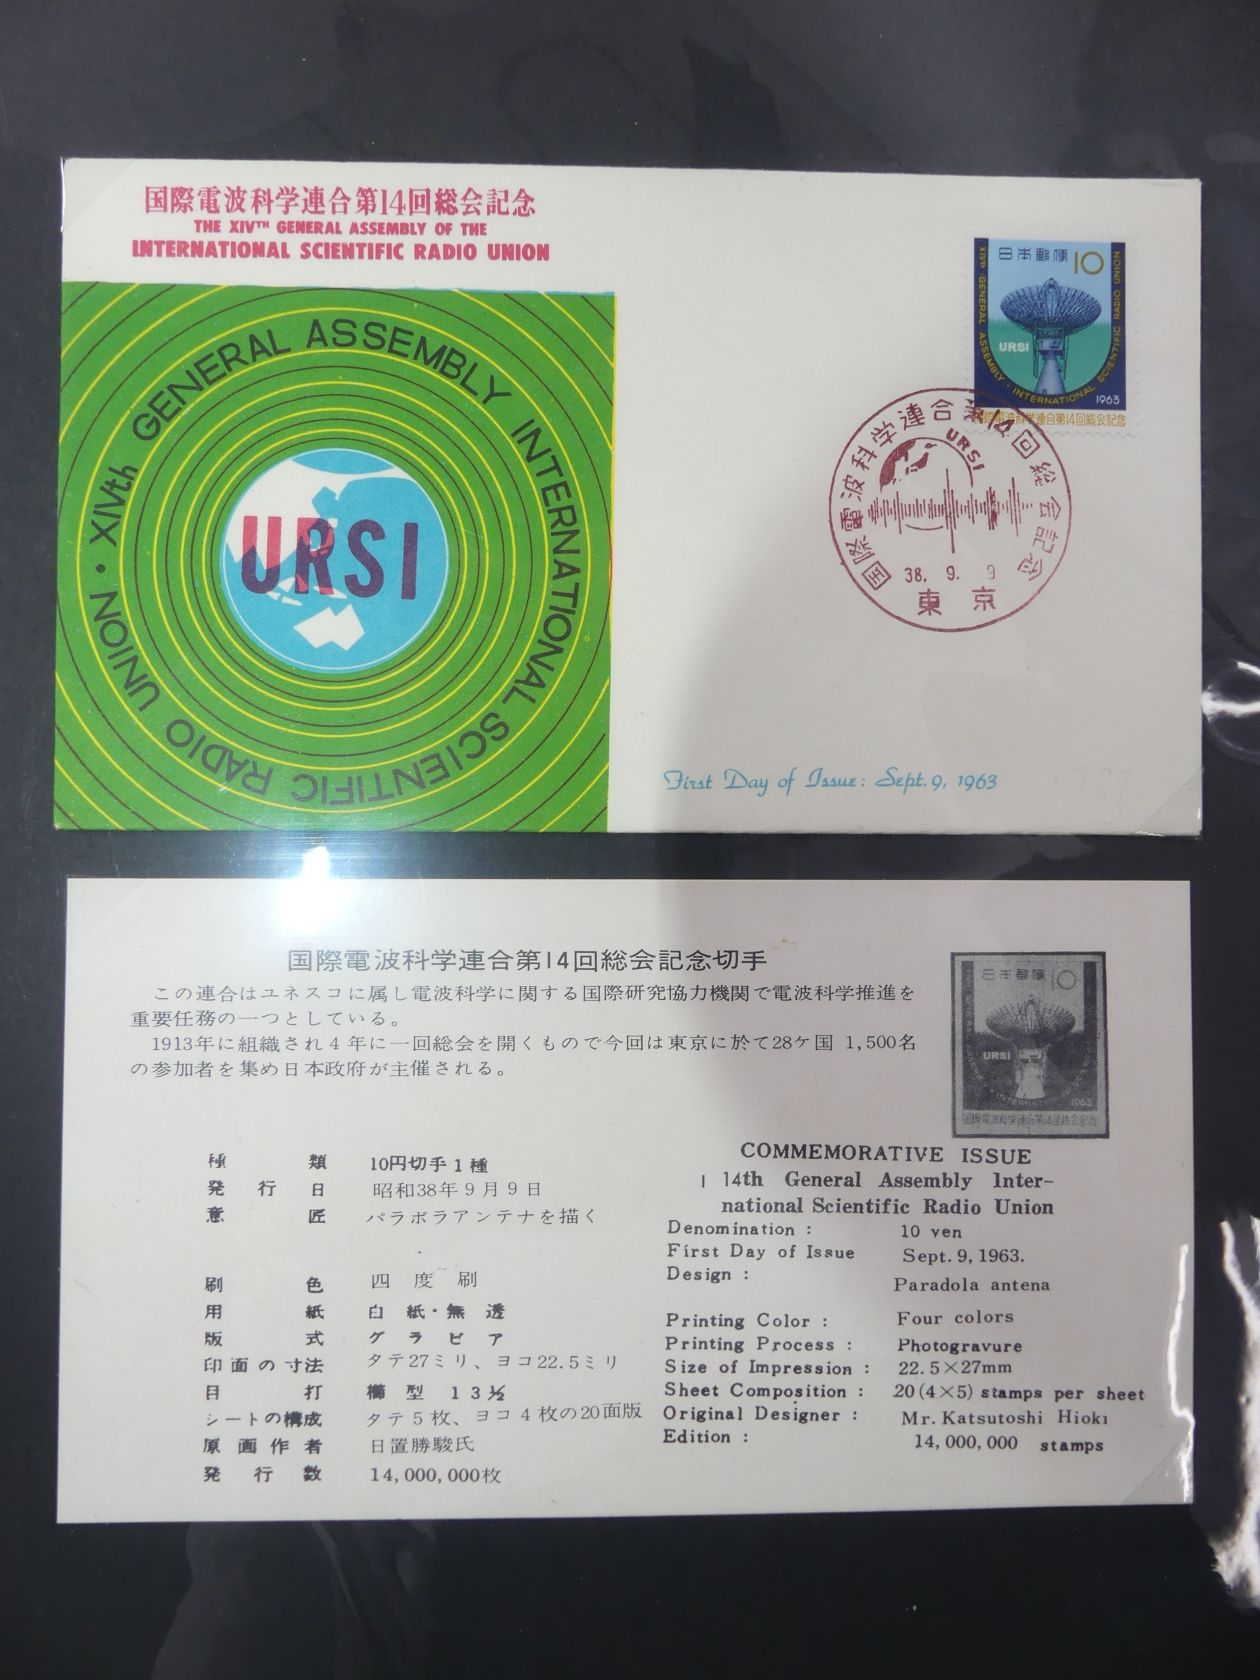 国際電波科学連合第14回総会記念
THE XIVTH GENERAL ASSEMBLY OF THE
INTERNATIONAL SCIENTIFIC RADIO UNION
XIVth GENERAL ASSEMBLY INTERNATIONAL SCIENTIFIC RADIO UNION ·
URSI
日本郵便 10
XIVth GENERAL ASSEMBLY · INTERNATIONAL SCIENTIFIC RADIO UNION
URSI
1963
国際電波科学連合第14回総会記念
国際電波科学連合第14回総会記念
URSI
38. 9. 9
東京
First Day of Issue: Sept. 9, 1963
国際電波科学連合第14回総会記念切手
この連合はユネスコに属し電波科学に関する国際研究協力機関で電波科学推進を
重要任務の一つとしている。
1913年に組織され4年に一回総会を開くもので今回は東京に於て28ケ国 1,500名
の参加者を集め日本政府が主催される。
種類 10円切手1種
発行日 昭和38年9月9日
意匠 パラボラアンテナを描く
刷色 四度刷
用紙 白紙・無透
版式 グラビア
印面の寸法 タテ27ミリ、ヨコ22.5ミリ
目打 櫛型 13½
シートの構成 タテ5枚、ヨコ4枚の20面版
原画作者 日置勝駿氏
発行数 14,000,000枚
日本郵便 10
URSI
1963
国際電波科学連合第14回総会記念
COMMEMORATIVE ISSUE
14th General Assembly Inter-
national Scientific Radio Union
Denomination : 10 yen
First Day of Issue Sept. 9, 1963.
Design : Paradola antena
Printing Color : Four colors
Printing Process : Photogravure
Size of Impression : 22.5×27mm
Sheet Composition : 20(4×5) stamps per sheet
Original Designer : Mr. Katsutoshi Hioki
Edition : 14,000,000 stamps